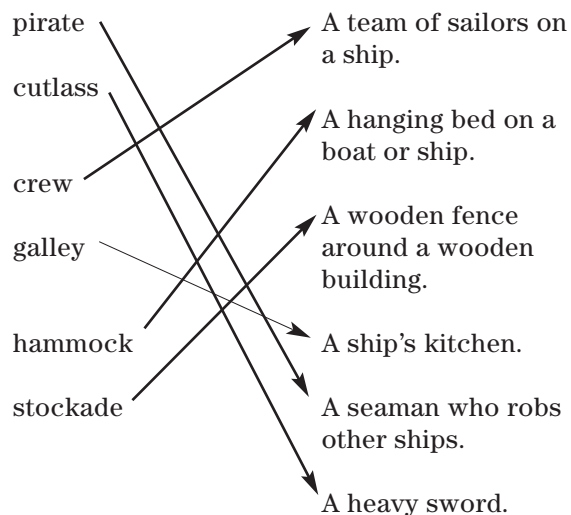 pirate
cutlass
crew
galley
hammock
stockade
A team of sailors on
a ship.
A hanging bed on a
boat or ship.
A wooden fence
around a wooden
building.
A ship's kitchen.
A seaman who robs
other ships.
A heavy sword.